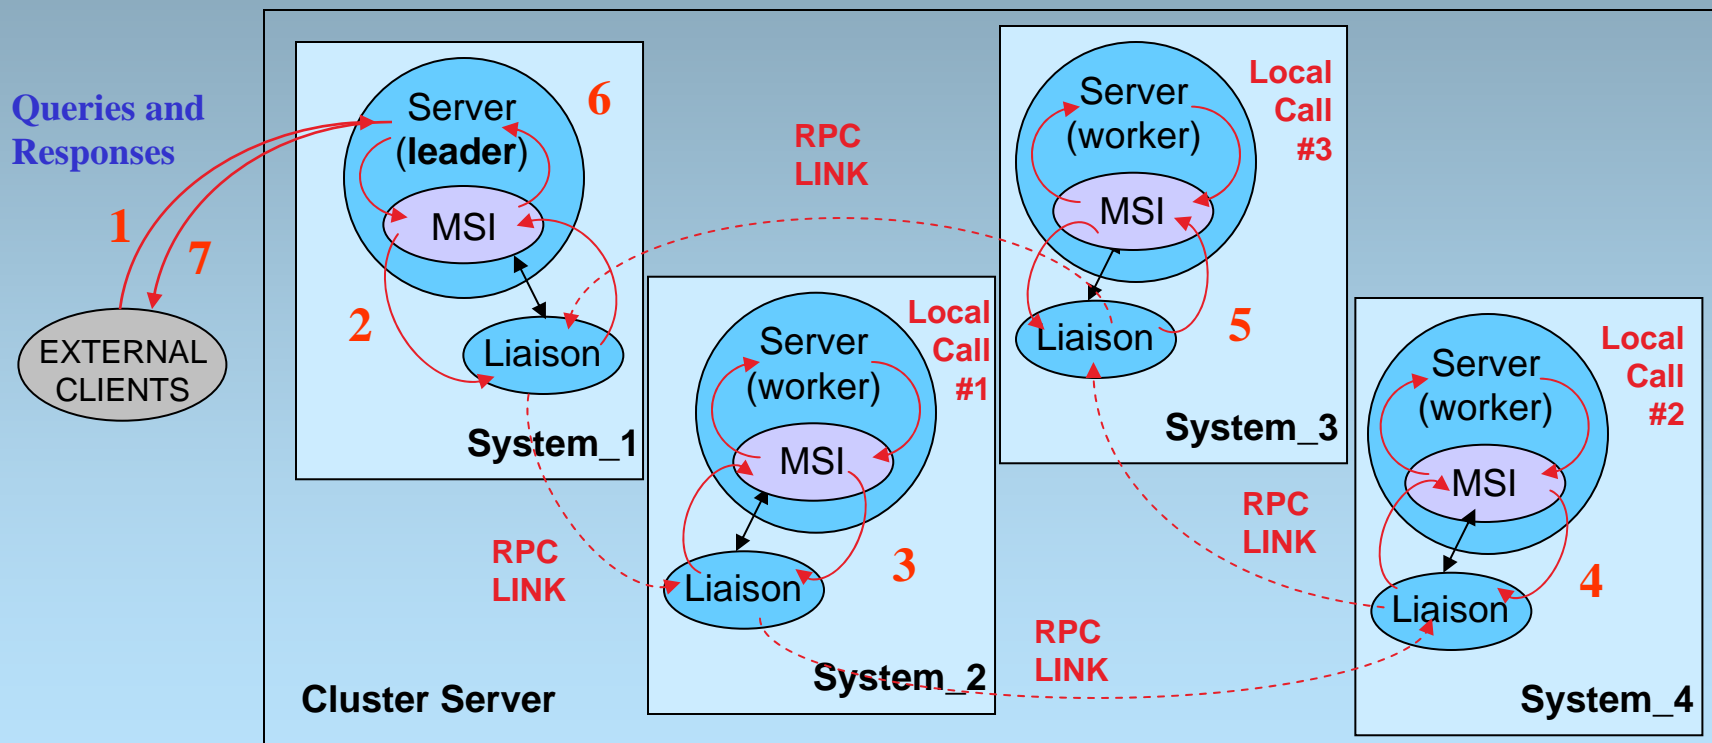 Queries and
Responses
1
7
EXTERNAL
CLIENTS
Server
(leader)
MSI
6
2
Liaison
System_1
RPC
LINK
Server
(worker)
MSI
Local
Call
#1
Liaison
3
System_2
RPC
LINK
Server
(worker)
MSI
Local
Call
#3
Liaison
5
System_3
RPC
LINK
Server
(worker)
MSI
Local
Call
#2
Liaison
4
System_4
RPC
LINK
Cluster Server